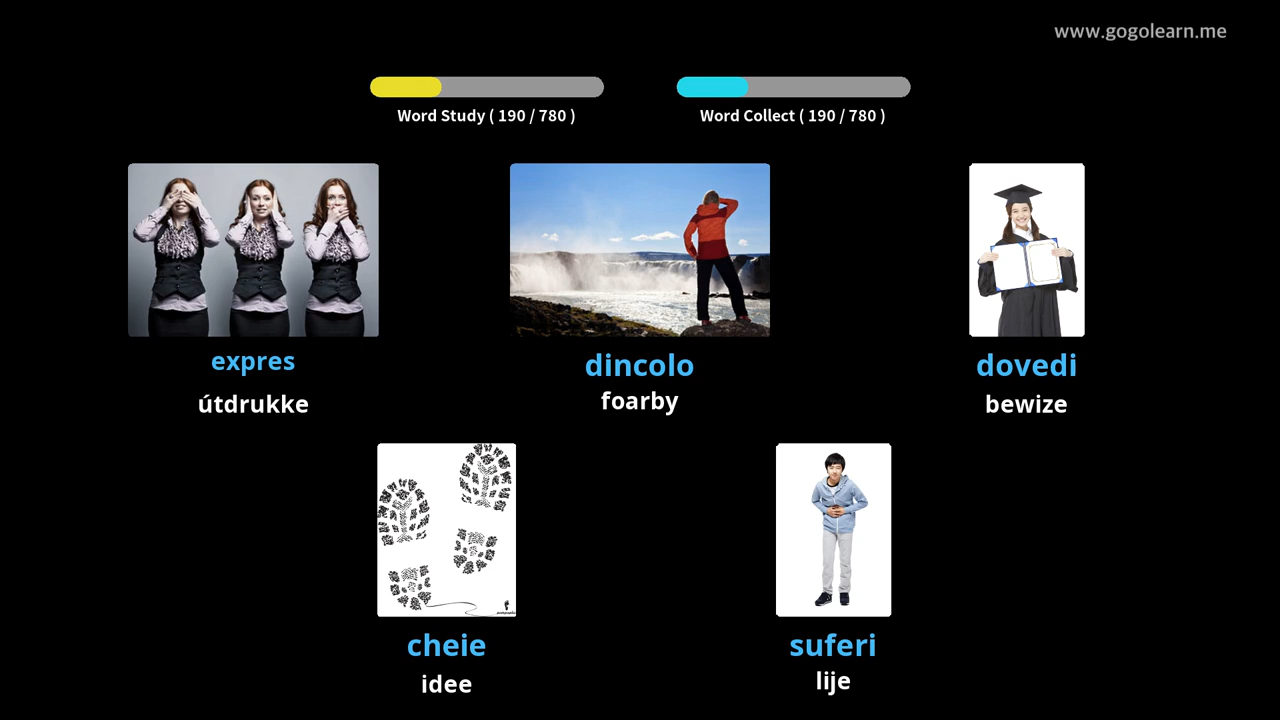 www.gogolearn.me
Word Study ( 190 / 780 )
Word Collect ( 190 / 780 )
expres
útdrukke
dincolo
foarby
dovedi
bewize
cheie
idee
suferi
lije